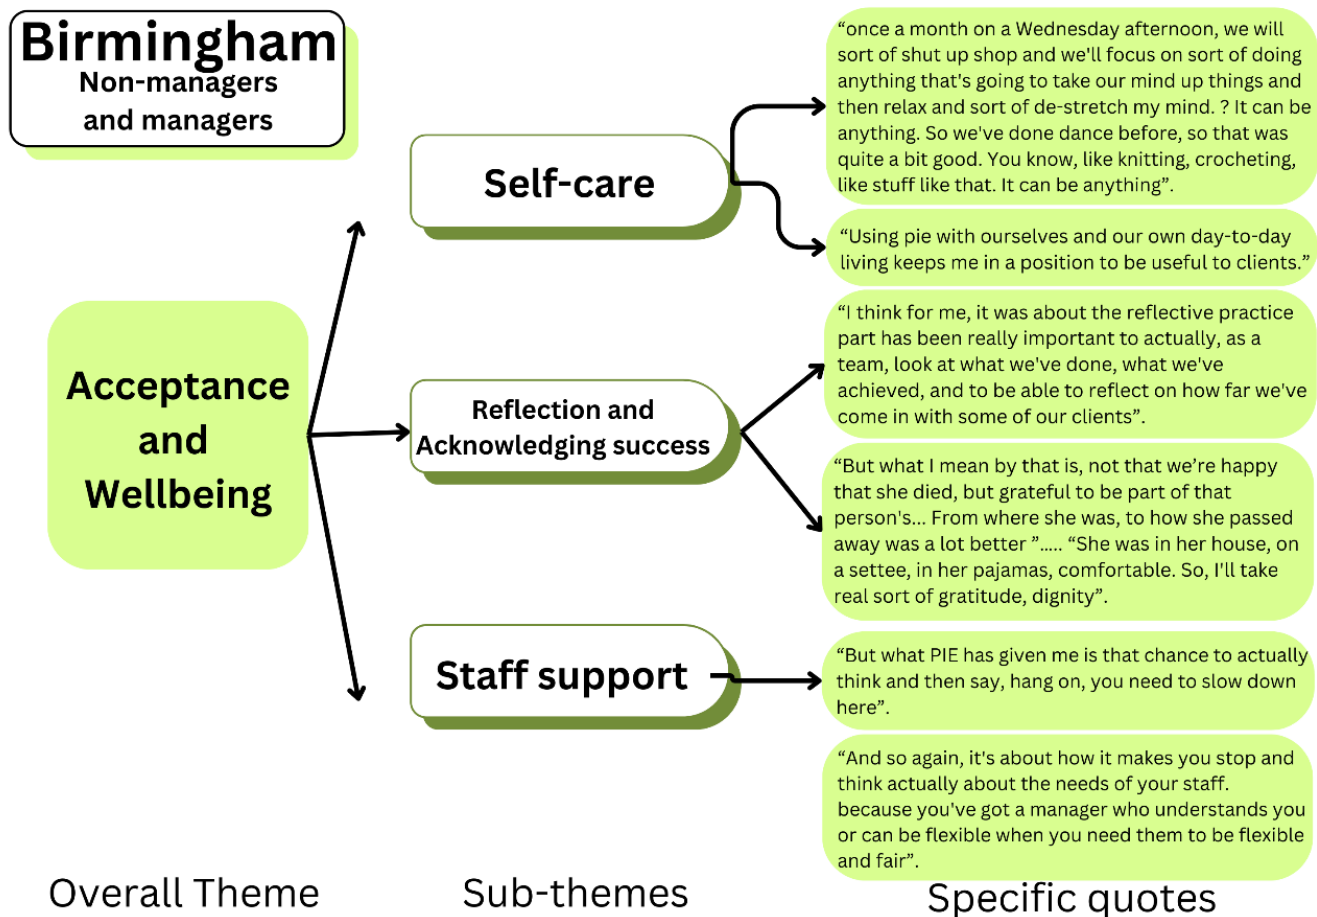 Birmingham
Non-managers
and managers
Acceptance
and
Wellbeing
Self-care
“once a month on a Wednesday afternoon, we will
sort of shut up shop and we'll focus on sort of doing
anything that's going to take our mind up things and
then relax and sort of de-stretch my mind. ? It can be
anything. So we've done dance before, so that was
quite a bit good. You know, like knitting, crocheting,
like stuff like that. It can be anything”.
“Using pie with ourselves and our own day-to-day
living keeps me in a position to be useful to clients.”
Reflection and
Acknowledging success
“I think for me, it was about the reflective practice
part has been really important to actually, as a
team, look at what we've done, what we've
achieved, and to be able to reflect on how far we've
come in with some of our clients”.
“But what I mean by that is, not that we’re happy
that she died, but grateful to be part of that
person's... From where she was, to how she passed
away was a lot better ”..... “She was in her house, on
a settee, in her pajamas, comfortable. So, I'll take
real sort of gratitude, dignity”.
Staff support
“But what PIE has given me is that chance to actually
think and then say, hang on, you need to slow down
here”.
“And so again, it's about how it makes you stop and
think actually about the needs of your staff.
because you've got a manager who understands you
or can be flexible when you need them to be flexible
and fair”.
Overall Theme
Sub-themes
Specific quotes